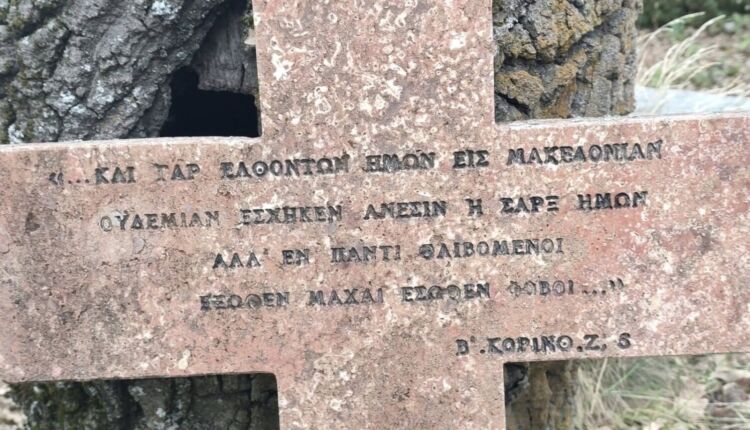 «...ΚΑΙ ΓΑΡ ΕΛΘΟΝΤΩΝ ΗΜΩΝ ΕΙΣ ΜΑΚΕΔΟΝΙΑΝ
ΟΥΔΕΜΙΑΝ ΕΣΧΗΚΕΝ ΑΝΕΣΙΝ Η ΣΑΡΞ ΗΜΩΝ
ΑΛΛ' ΕΝ ΠΑΝΤΙ ΘΛΙΒΟΜΕΝΟΙ
ΕΞΩΘΕΝ ΜΑΧΑΙ ΕΣΩΘΕΝ ΦΟΒΟΙ...»
Β'.ΚΟΡΙΝΘ.Ζ, 5